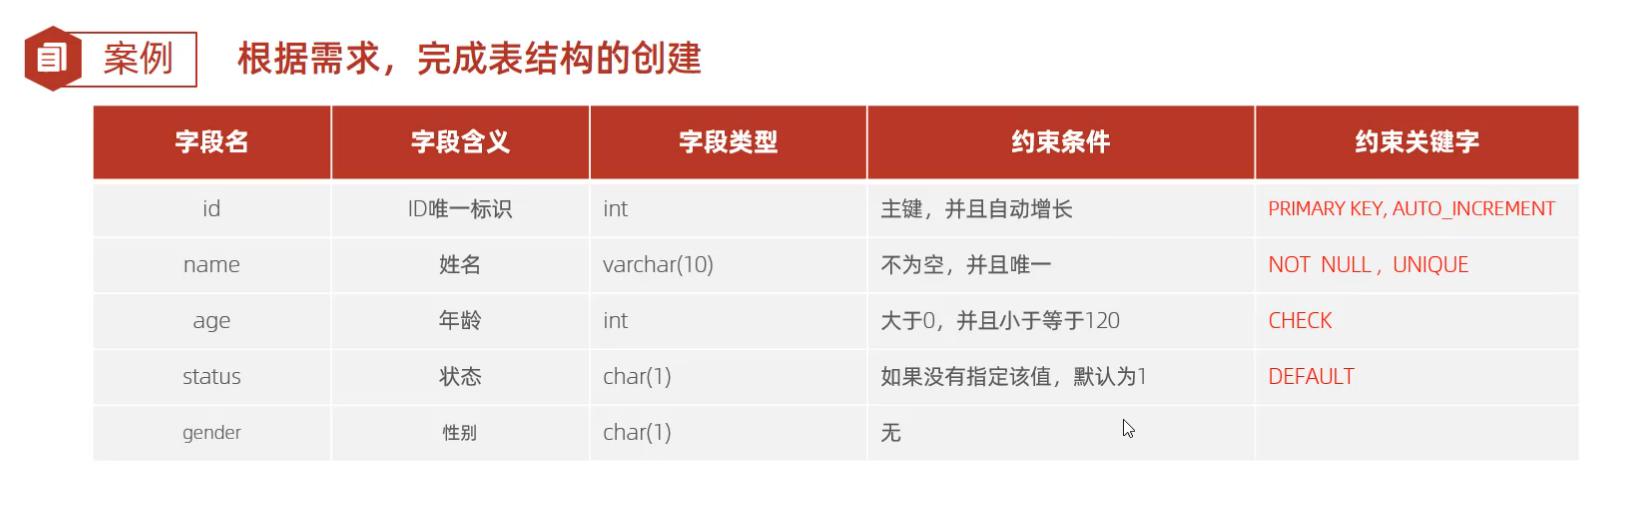 案例 根据需求，完成表结构的创建
字段名 字段含义 字段类型 约束条件 约束关键字
id ID唯一标识 int 主键，并且自动增长 PRIMARY KEY, AUTO_INCREMENT
name 姓名 varchar(10) 不为空，并且唯一 NOT NULL , UNIQUE
age 年龄 int 大于0，并且小于等于120 CHECK
status 状态 char(1) 如果没有指定该值，默认为1 DEFAULT
gender 性别 char(1) 无